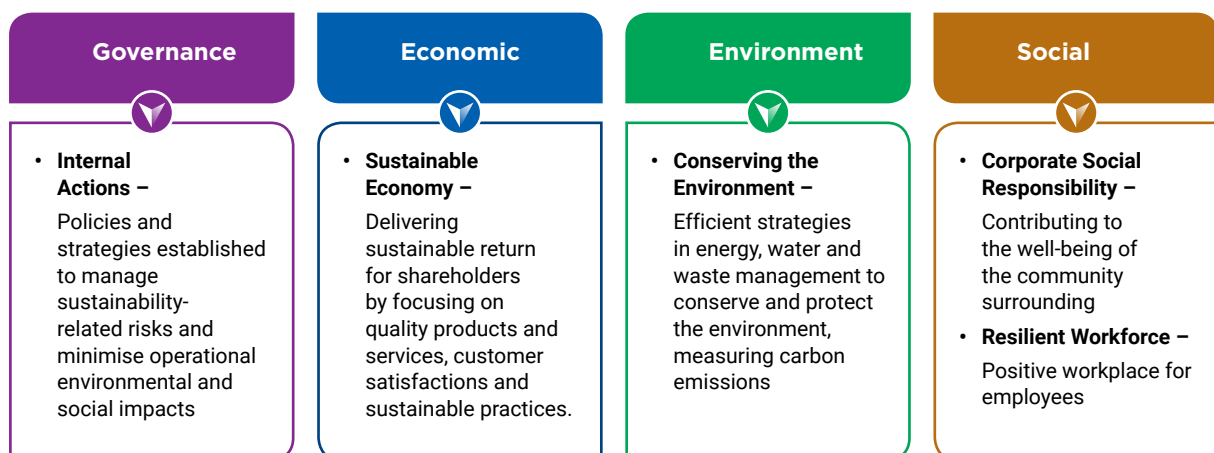 Governance
• Internal
Actions –
Policies and
strategies established
to manage
sustainability-
related risks and
minimise operational
environmental and
social impacts
Economic
• Sustainable
Economy –
Delivering
sustainable return
for shareholders
by focusing on
quality products and
services, customer
satisfactions and
sustainable practices.
Environment
• Conserving the
Environment –
Efficient strategies
in energy, water and
waste management to
conserve and protect
the environment,
measuring carbon
emissions
Social
• Corporate Social
Responsibility –
Contributing to
the well-being of
the community
surrounding
• Resilient Workforce –
Positive workplace for
employees